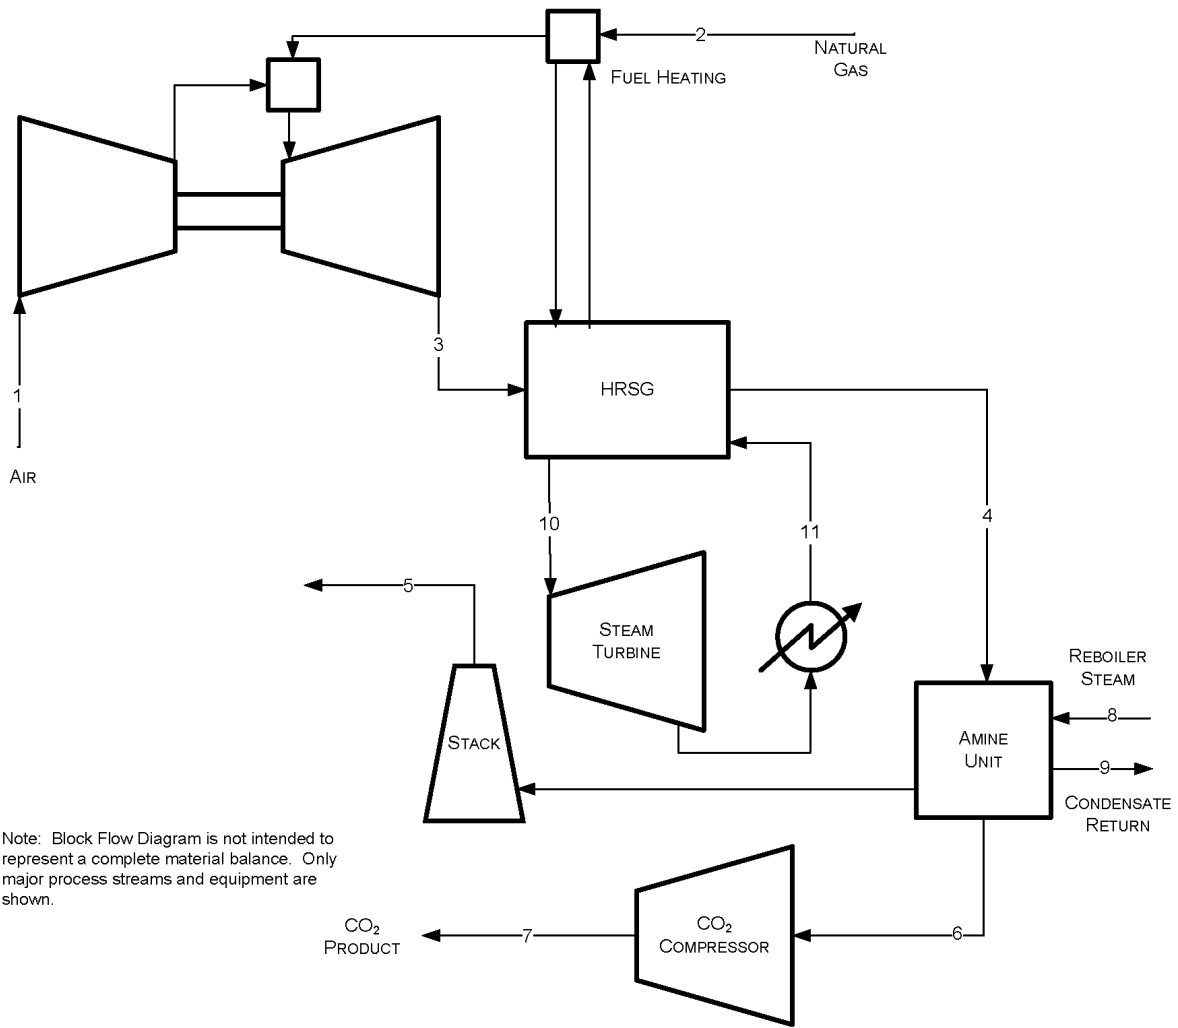 2
NATURAL
GAS
FUEL HEATING
3
1
HRSG
AIR
10
11
4
5
STEAM
TURBINE
REBOILER
STEAM
8
STACK
AMINE
UNIT
9
CONDENSATE
RETURN
Note: Block Flow Diagram is not intended to
represent a complete material balance. Only
major process streams and equipment are
shown.
CO₂
PRODUCT
7
CO₂
COMPRESSOR
6